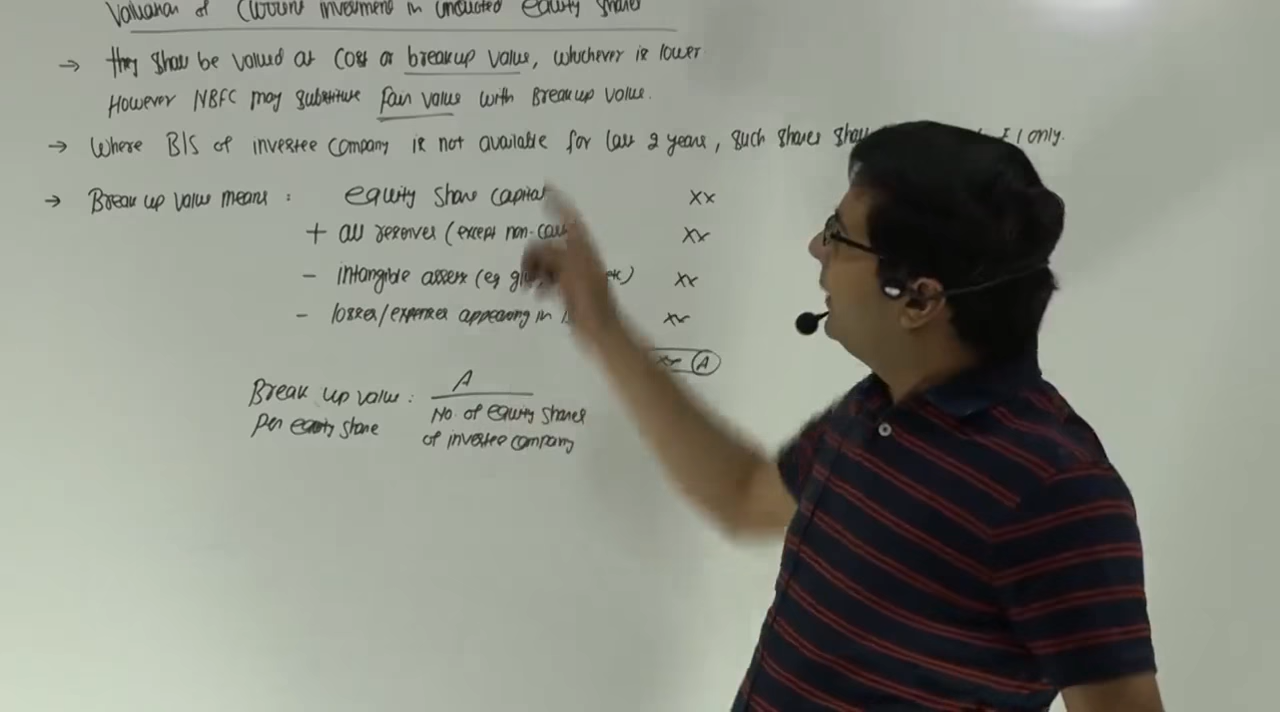 Valuation of Current investment in unquoted equity shares
→ They shall be valued at cost or breakup value, whichever is lower.
However NBFC may substitute fair value with Breakup value.
→ Where B/S of investee company is not available for last 2 years, such shares ₹ 1 only.
→ Break up value means : equity share capital xx
+ all reserves (except non- xx
- intangible assets (eg xx
- losses/expenses appearing in xx
xx A
Break up value : A
Per equity share No. of equity shares
of investee company